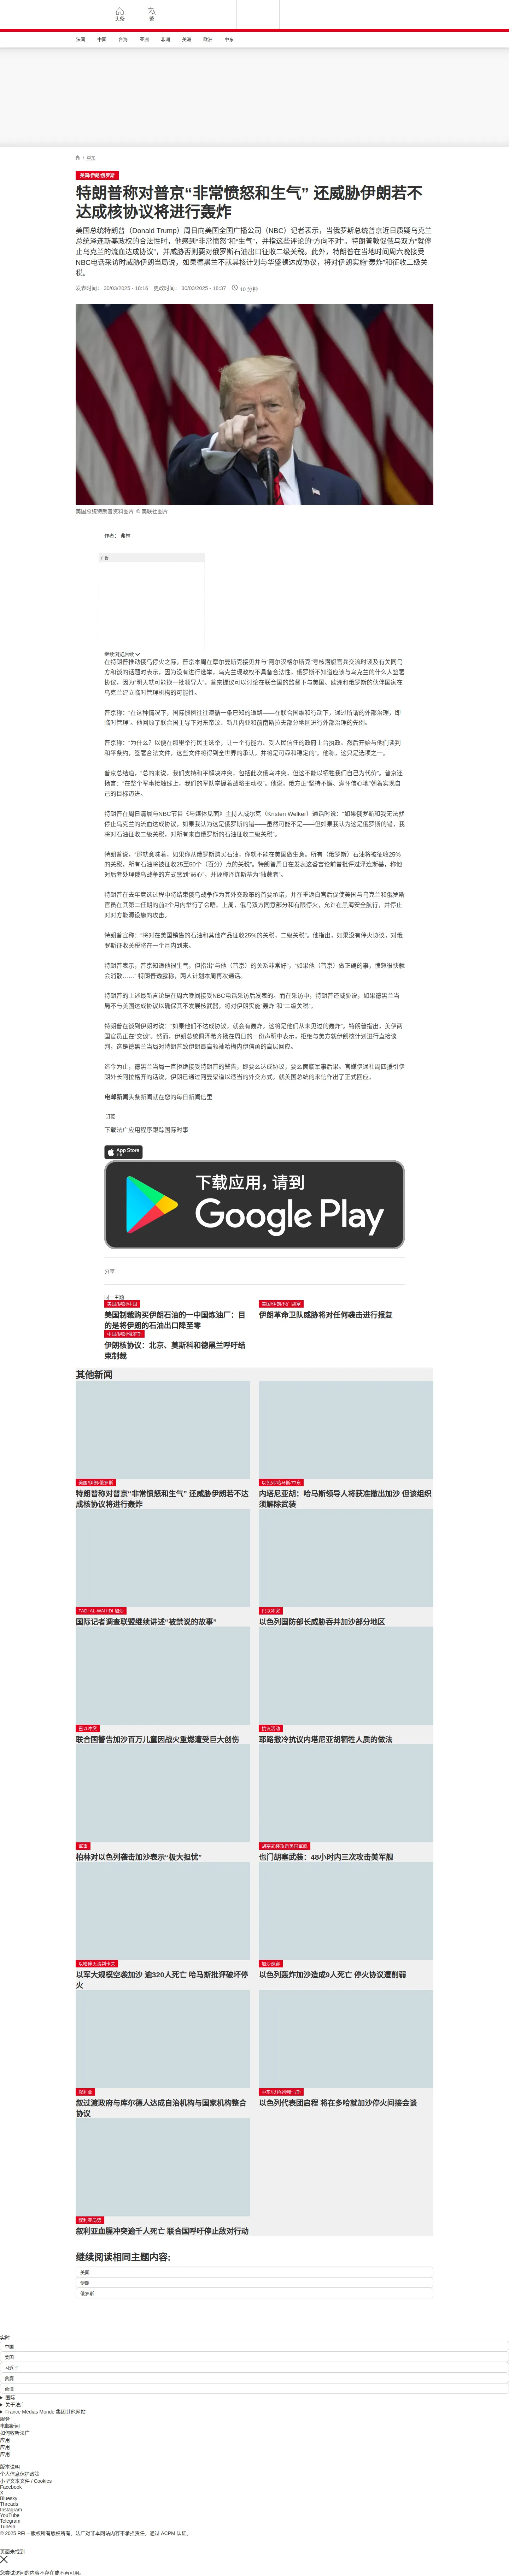 头条
繁
法国
中国
台海
亚洲
非洲
美洲
欧洲
中东
/ 中东
美国/伊朗/俄罗斯
特朗普称对普京“非常愤怒和生气” 还威胁伊朗若不
达成核协议将进行轰炸
美国总统特朗普（Donald Trump）周日向美国全国广播公司（NBC）记者表示，当俄罗斯总统普京近日质疑乌克兰
总统泽连斯基政权的合法性时，他感到“非常愤怒”和“生气”，并指这些评论的“方向不对”。特朗普敦促俄乌双方“就停
止乌克兰的流血达成协议”，并威胁否则要对俄罗斯石油出口征收二级关税。此外，特朗普在当地时间周六晚接受
NBC电话采访时威胁伊朗当局说，如果德黑兰不就其核计划与华盛顿达成协议，将对伊朗实施“轰炸”和征收二级关
税。
发表时间： 30/03/2025 - 18:16 更改时间： 30/03/2025 - 18:37 10 分钟
美国总统特朗普资料图片 © 美联社图片
作者： 弗林
广告
继续浏览后续
在特朗普推动俄乌停火之际，普京本周在摩尔曼斯克接见并与“阿尔汉格尔斯克”号核潜艇官兵交流时谈及有关同乌
方和谈的话题时表示，因为没有进行选举，乌克兰现政权不具备合法性，俄罗斯不知道应该与乌克兰的什么人签署
协议，因为“明天就可能换一批领导人”。普京提议可以讨论在联合国的监督下与美国、欧洲和俄罗斯的伙伴国家在
乌克兰建立临时管理机构的可能性。
普京称：“在这种情况下，国际惯例往往遵循一条已知的道路——在联合国维和行动下，通过所谓的外部治理，即
临时管理”。他回顾了联合国主导下对东帝汶、新几内亚和前南斯拉夫部分地区进行外部治理的先例。
普京称：“为什么？以便在那里举行民主选举，让一个有能力、受人民信任的政府上台执政。然后开始与他们谈判
和平条约，签署合法文件，这些文件将得到全世界的承认，并将是可靠和稳定的”。他称，这只是选项之一。
普京总结道，“总的来说，我们支持和平解决冲突，包括此次俄乌冲突，但这不能以牺牲我们自己为代价”。普京还
扬言：“在整个军事接触线上，我们的军队掌握着战略主动权”。他说，俄方正“坚持不懈、满怀信心地”朝着实现自
己的目标迈进。
特朗普在周日清晨与NBC节目《与媒体见面》主持人威尔克（Kristen Welker）通话时说：“如果俄罗斯和我无法就
停止乌克兰的流血达成协议，如果我认为这是俄罗斯的错——虽然可能不是——但如果我认为这是俄罗斯的错，我
将对石油征收二级关税，对所有来自俄罗斯的石油征收二级关税”。
特朗普说，“那就意味着，如果你从俄罗斯购买石油，你就不能在美国做生意。所有（俄罗斯）石油将被征收25%
的关税，所有石油将被征收25至50个（百分）点的关税”。特朗普周日在发表这番言论前曾批评过泽连斯基，称他
对后者处理俄乌战争的方式感到“恶心”，并诬称泽连斯基为“独裁者”。
特朗普在去年竞选过程中将结束俄乌战争作为其外交政策的首要承诺，并在重返白宫后促使美国与乌克兰和俄罗斯
官员在其第二任期的前2个月内举行了会晤。上周，俄乌双方同意部分和有限停火，允许在黑海安全航行，并停止
对对方能源设施的攻击。
特朗普宣称：“将对在美国销售的石油和其他产品征收25%的关税，二级关税”。他指出，如果没有停火协议，对俄
罗斯征收关税将在一个月内到来。
特朗普表示，普京知道他很生气，但指出“与他（普京）的关系非常好”，“如果他（普京）做正确的事，愤怒很快就
会消散……” 特朗普透露称，两人计划本周再次通话。
特朗普的上述最新言论是在周六晚间接受NBC电话采访后发表的。而在采访中，特朗普还威胁说，如果德黑兰当
局不与美国达成协议以确保其不发展核武器，将对伊朗实施“轰炸”和“二级关税”。
特朗普在谈到伊朗时说：“如果他们不达成协议，就会有轰炸。这将是他们从未见过的轰炸”。特朗普指出，美伊两
国官员正在“交谈”。然而，伊朗总统佩泽希齐扬在周日的一份声明中表示，拒绝与美方就伊朗核计划进行直接谈
判，这是德黑兰当局对特朗普致伊朗最高领袖哈梅内伊信函的高层回应。
迄今为止，德黑兰当局一直拒绝接受特朗普的警告，即要么达成协议，要么面临军事后果。官媒伊通社周四援引伊
朗外长阿拉格齐的话说，伊朗已通过阿曼渠道以适当的外交方式，就美国总统的来信作出了正式回应。
电邮新闻头条新闻就在您的每日新闻信里
订阅
下载法广应用程序跟踪国际时事
App Store
下载应用，请到
Google Play
分享 :
同一主题
美国/伊朗/中国
美国制裁购买伊朗石油的一中国炼油厂：目
的是将伊朗的石油出口降至零
美国/伊朗/也门胡塞
伊朗革命卫队威胁将对任何袭击进行报复
中国/伊朗/俄罗斯
伊朗核协议：北京、莫斯科和德黑兰呼吁结
束制裁
其他新闻
美国/伊朗/俄罗斯
特朗普称对普京“非常愤怒和生气” 还威胁伊朗若不达
成核协议将进行轰炸
以色列/哈马斯/中东
内塔尼亚胡：哈马斯领导人将获准撤出加沙 但该组织
须解除武装
FADI AL-WAHIDI 加沙
国际记者调查联盟继续讲述“被禁说的故事”
巴以冲突
以色列国防部长威胁吞并加沙部分地区
巴以冲突
联合国警告加沙百万儿童因战火重燃遭受巨大创伤
抗议活动
耶路撒冷抗议内塔尼亚胡牺牲人质的做法
军事
柏林对以色列袭击加沙表示“极大担忧”
胡塞武装攻击美国军舰
也门胡塞武装：48小时内三次攻击美军舰
以哈停火谈判卡关
以军大规模空袭加沙 逾320人死亡 哈马斯批评破坏停
火
加沙走廊
以色列轰炸加沙造成9人死亡 停火协议遭削弱
叙利亚
叙过渡政府与库尔德人达成自治机构与国家机构整合
协议
中东/以色列/哈马斯
以色列代表团启程 将在多哈就加沙停火间接会谈
叙利亚局势
叙利亚血腥冲突逾千人死亡 联合国呼吁停止敌对行动
继续阅读相同主题内容:
美国
伊朗
俄罗斯
实时
中国
美国
习近平
贵藏
台湾
国际
关于法广
France Médias Monde 集团其他网站
服务
电邮新闻
如何收听法广
应用
应用
应用
版本说明
个人信息保护政策
小型文本文件 / Cookies
Facebook
X
Bluesky
Threads
Instagram
YouTube
Telegram
TuneIn
© 2025 RFI – 版权所有版权所有。法广对非本网站内容不承担责任。通过 ACPM 认证。
页面未找到
您尝试访问的内容不存在或不再可用。